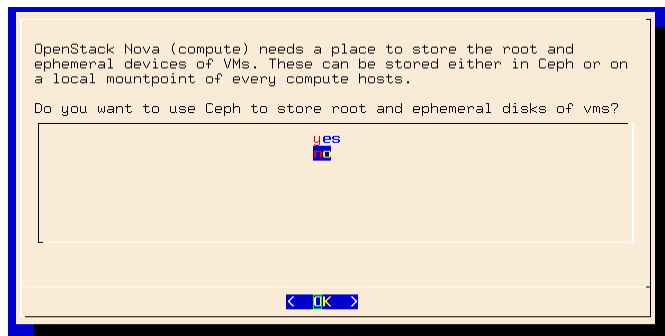 OpenStack Nova (compute) needs a place to store the root and
ephemeral devices of VMs. These can be stored either in Ceph or on
a local mountpoint of every compute hosts.
Do you want to use Ceph to store root and ephemeral disks of vms?
yes
no
< OK >